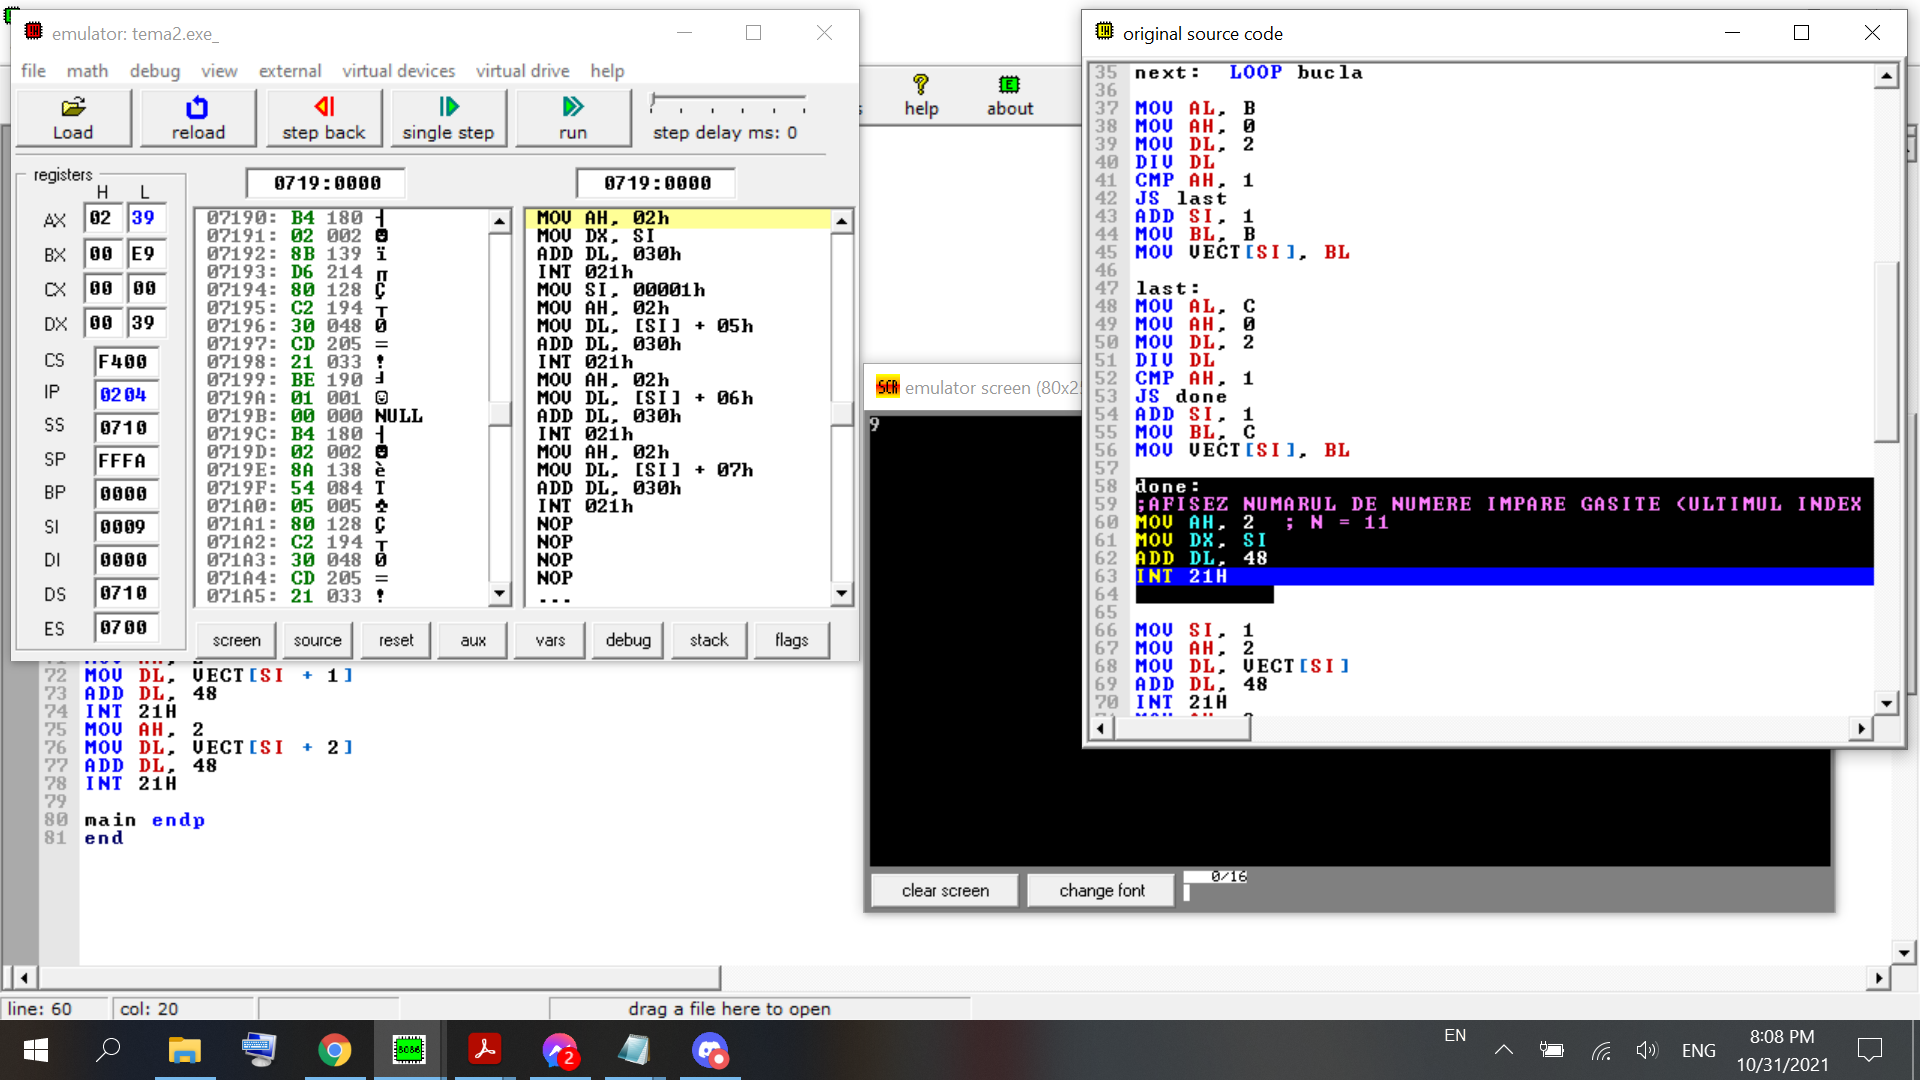 emulator: tema2.exe_
file math debug view external virtual devices virtual drive help
Load reload step back single step run step delay ms: 0
registers
H L
AX 02 39
BX 00 E9
CX 00 00
DX 00 39
CS F400
IP 0204
SS 0710
SP FFFA
BP 0000
SI 0009
DI 0000
DS 0710
ES 0700
0719:0000
07190: B4 180 ┤
07191: 02 002 ☻
07192: 8B 139 ï
07193: D6 214 ╓
07194: 80 128 Ç
07195: C2 194 ┬
07196: 30 048 0
07197: CD 205 =
07198: 21 033 !
07199: BE 190 ╛
0719A: 01 001 ☺
0719B: 00 000 NULL
0719C: B4 180 ┤
0719D: 02 002 ☻
0719E: 8A 138 è
0719F: 54 084 T
071A0: 05 005 ♣
071A1: 80 128 Ç
071A2: C2 194 ┬
071A3: 30 048 0
071A4: CD 205 =
071A5: 21 033 !
0719:0000
MOV AH, 02h
MOV DX, SI
ADD DL, 030h
INT 021h
MOV SI, 00001h
MOV AH, 02h
MOV DL, [SI] + 05h
ADD DL, 030h
INT 021h
MOV AH, 02h
MOV DL, [SI] + 06h
ADD DL, 030h
INT 021h
MOV AH, 02h
MOV DL, [SI] + 07h
ADD DL, 030h
INT 021h
NOP
NOP
NOP
NOP
...
screen source reset aux vars debug stack flags
help about
original source code
35 next: LOOP bucla
36
37 MOV AL, B
38 MOV AH, 0
39 MOV DL, 2
40 DIV DL
41 CMP AH, 1
42 JS last
43 ADD SI, 1
44 MOV BL, B
45 MOV VECT[SI], BL
46
47 last:
48 MOV AL, C
49 MOV AH, 0
50 MOV DL, 2
51 DIV DL
52 CMP AH, 1
53 JS done
54 ADD SI, 1
55 MOV BL, C
56 MOV VECT[SI], BL
57
58 done:
59 ;AFISEZ NUMARUL DE NUMERE IMPARE GASITE (ULTIMUL INDEX
60 MOV AH, 2 ; N = 11
61 MOV DX, SI
62 ADD DL, 48
63 INT 21H
64
65
66 MOV SI, 1
67 MOV AH, 2
68 MOV DL, VECT[SI]
69 ADD DL, 48
70 INT 21H
emulator screen (80x2
9
clear screen change font 0/16
72 MOV DL, VECT[SI + 1]
73 ADD DL, 48
74 INT 21H
75 MOV AH, 2
76 MOV DL, VECT[SI + 2]
77 ADD DL, 48
78 INT 21H
79
80 main endp
81 end
line: 60 col: 20 drag a file here to open
8086
2
EN
ENG
8:08 PM
10/31/2021